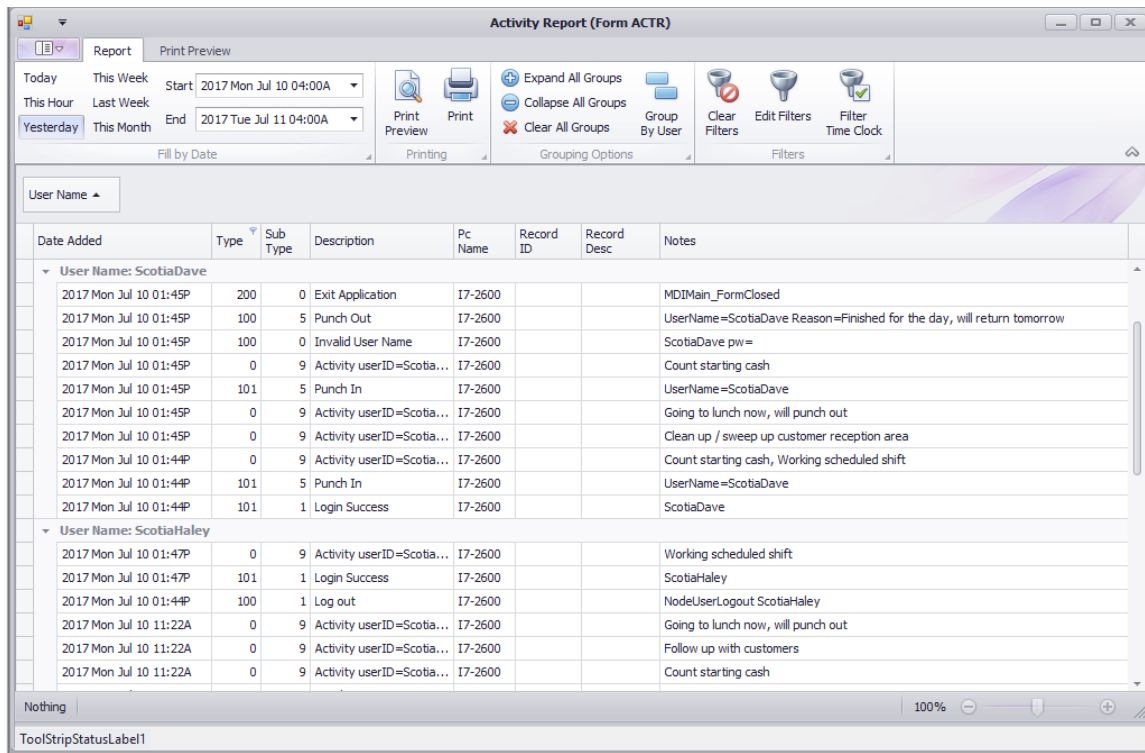 Activity Report (Form ACTR)
Report Print Preview
Today This Week Start 2017 Mon Jul 10 04:00A
This Hour Last Week
Yesterday This Month End 2017 Tue Jul 11 04:00A
Fill by Date
Print Preview Print
Printing
Expand All Groups
Collapse All Groups
Clear All Groups
Group By User
Grouping Options
Clear Filters Edit Filters Filter Time Clock
Filters
User Name
Date Added Type Sub Type Description Pc Name Record ID Record Desc Notes
User Name: ScotiaDave
2017 Mon Jul 10 01:45P 200 0 Exit Application I7-2600 MDIMain_FormClosed
2017 Mon Jul 10 01:45P 100 5 Punch Out I7-2600 UserName=ScotiaDave Reason=Finished for the day, will return tomorrow
2017 Mon Jul 10 01:45P 100 0 Invalid User Name I7-2600 ScotiaDave pw=
2017 Mon Jul 10 01:45P 0 9 Activity userID=Scotia... I7-2600 Count starting cash
2017 Mon Jul 10 01:45P 101 5 Punch In I7-2600 UserName=ScotiaDave
2017 Mon Jul 10 01:45P 0 9 Activity userID=Scotia... I7-2600 Going to lunch now, will punch out
2017 Mon Jul 10 01:45P 0 9 Activity userID=Scotia... I7-2600 Clean up / sweep up customer reception area
2017 Mon Jul 10 01:44P 0 9 Activity userID=Scotia... I7-2600 Count starting cash, Working scheduled shift
2017 Mon Jul 10 01:44P 101 5 Punch In I7-2600 UserName=ScotiaDave
2017 Mon Jul 10 01:44P 101 1 Login Success I7-2600 ScotiaDave
User Name: ScotiaHaley
2017 Mon Jul 10 01:47P 0 9 Activity userID=Scotia... I7-2600 Working scheduled shift
2017 Mon Jul 10 01:47P 101 1 Login Success I7-2600 ScotiaHaley
2017 Mon Jul 10 01:44P 100 1 Log out I7-2600 NodeUserLogout ScotiaHaley
2017 Mon Jul 10 11:22A 0 9 Activity userID=Scotia... I7-2600 Going to lunch now, will punch out
2017 Mon Jul 10 11:22A 0 9 Activity userID=Scotia... I7-2600 Follow up with customers
2017 Mon Jul 10 11:22A 0 9 Activity userID=Scotia... I7-2600 Count starting cash
Nothing 100%
ToolStripStatusLabel1